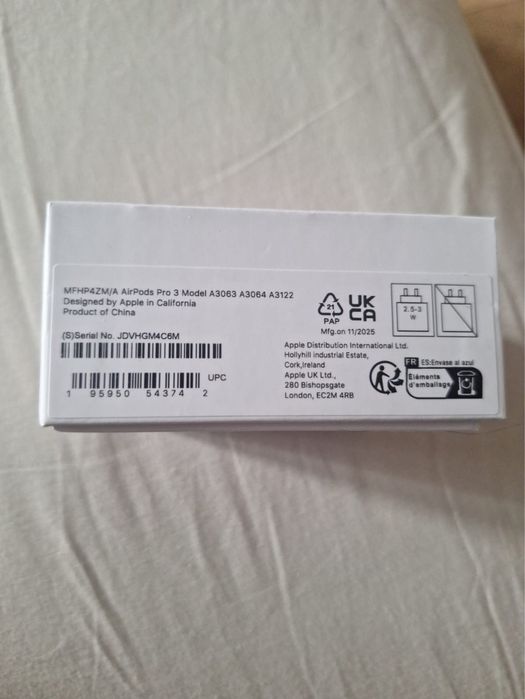 MFHP4ZM/A AirPods Pro 3 Model A3063 A3064 A3122
Designed by Apple in California
Product of China
(S)Serial No. JDVHGM4C6M
UPC
1 95950 54374 2
21
PAP
UK
CA
Mfg.on 11/2025
2.5-3
W
Apple Distribution International Ltd.
Hollyhill industrial Estate,
Cork,Ireland
Apple UK Ltd.,
280 Bishopsgate
London, EC2M 4RB
FR ES:Envase al azul
Éléments
d'emballage